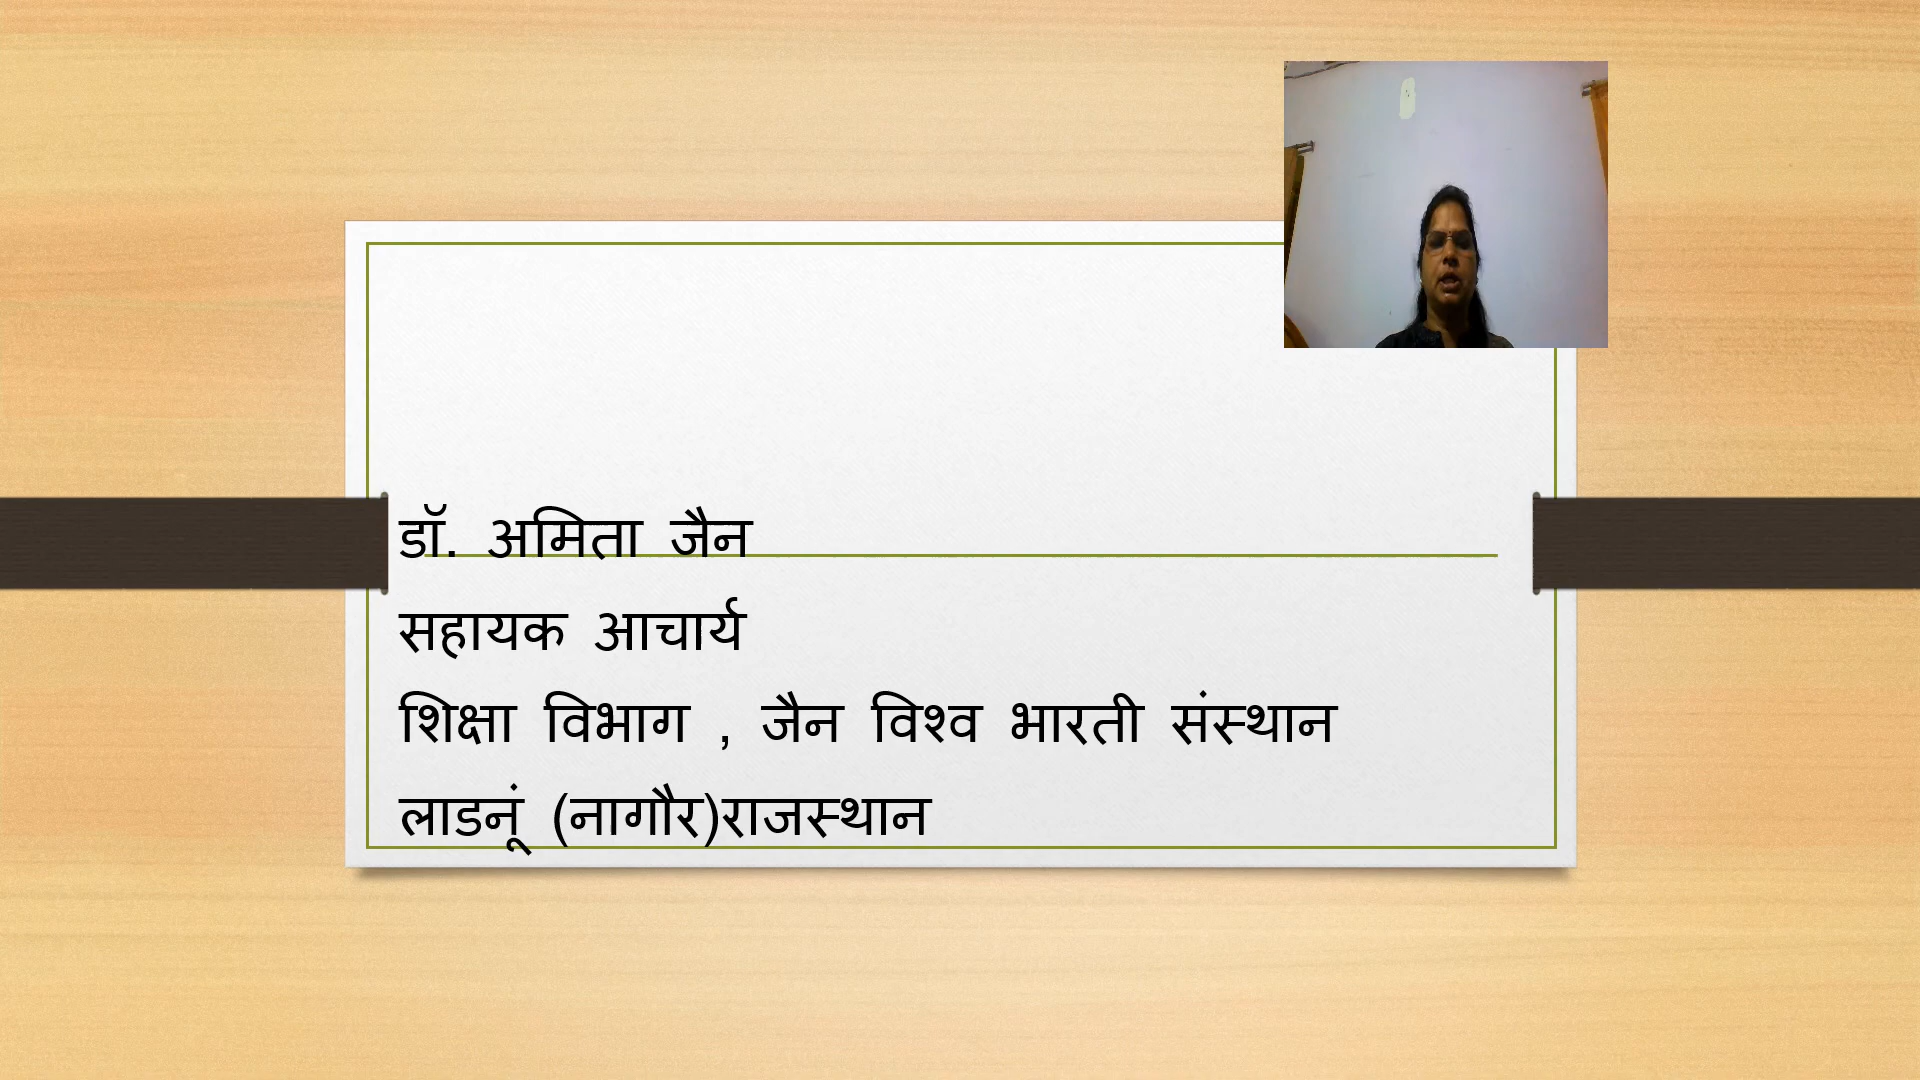 डॉ. अमिता जैन
सहायक आचार्य
शिक्षा विभाग , जैन विश्व भारती संस्थान
लाडनूं (नागौर)राजस्थान